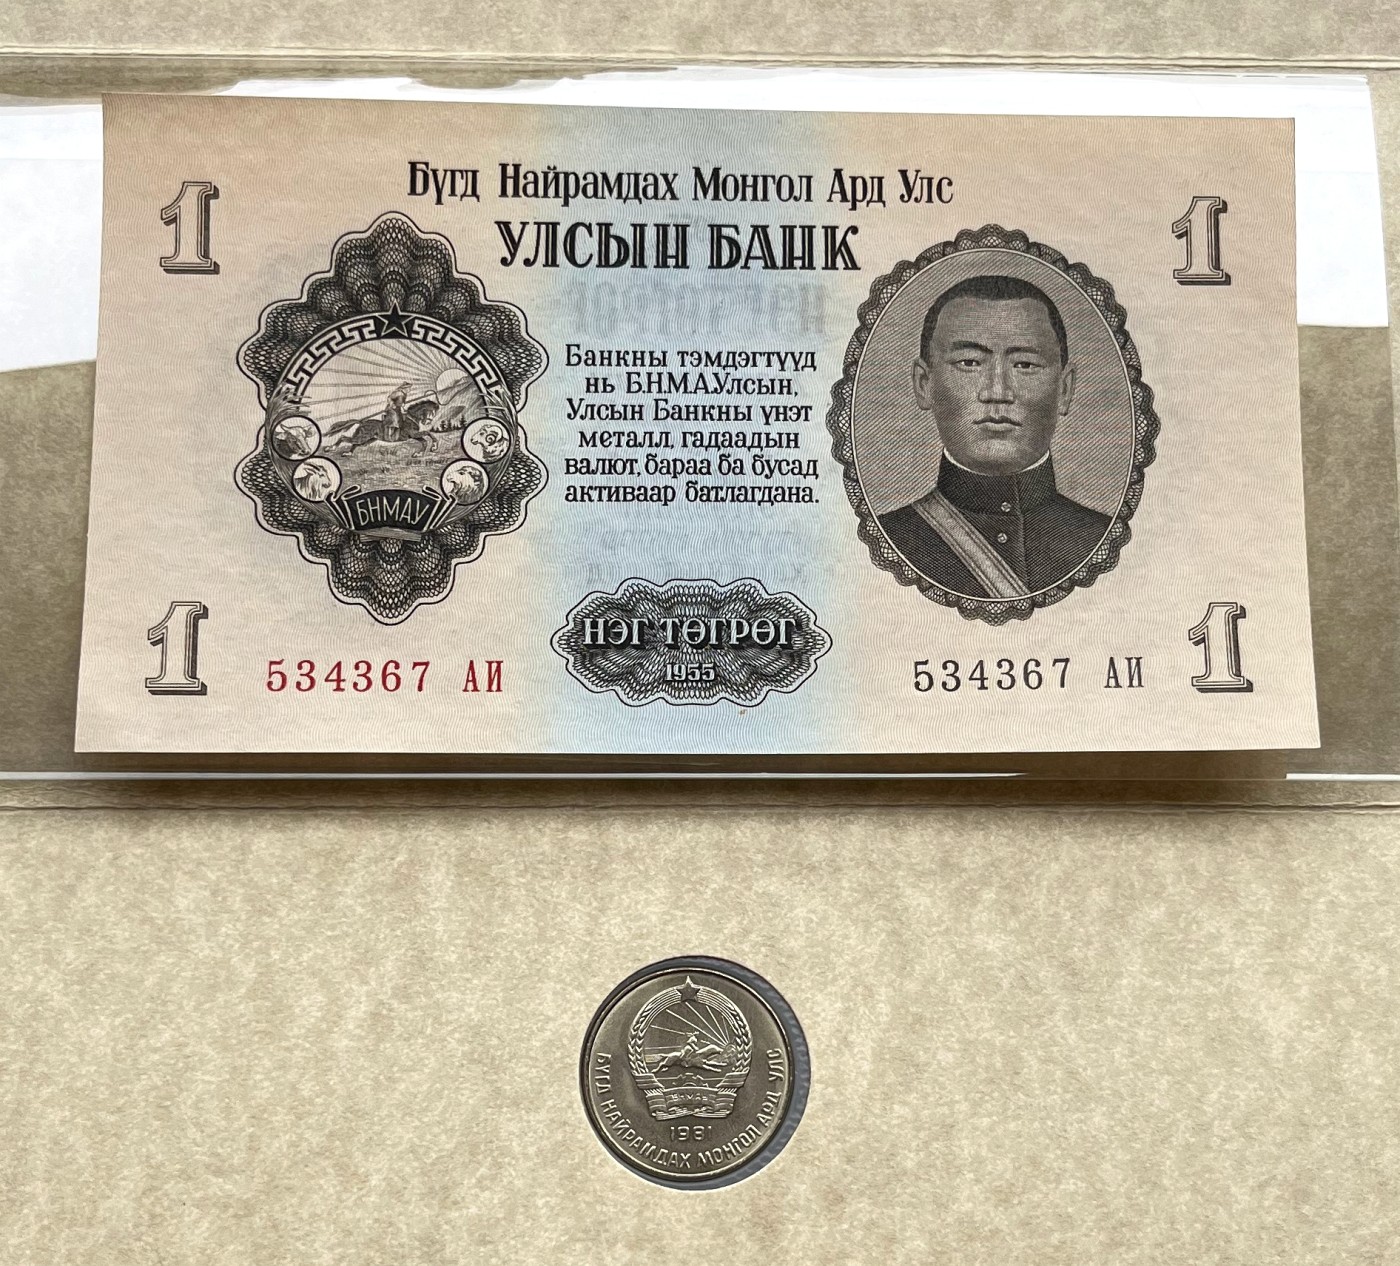 1
1
Бүгд Найрамдах Монгол Ард Улс
УЛСЫН БАНК
Банкны тэмдэгтүүд
нь Б.Н.М.А.Улсын,
Улсын Банкны үнэт
металл, гадаадын
валют, бараа ба бусад
активаар батлагдана.
БНМАУ
НЭГ ТӨГРӨГ
1955
1
534367 АИ
534367 АИ
1
БНМАУ
1981
БҮГД НАЙРАМДАХ МОНГОЛ АРД УЛС